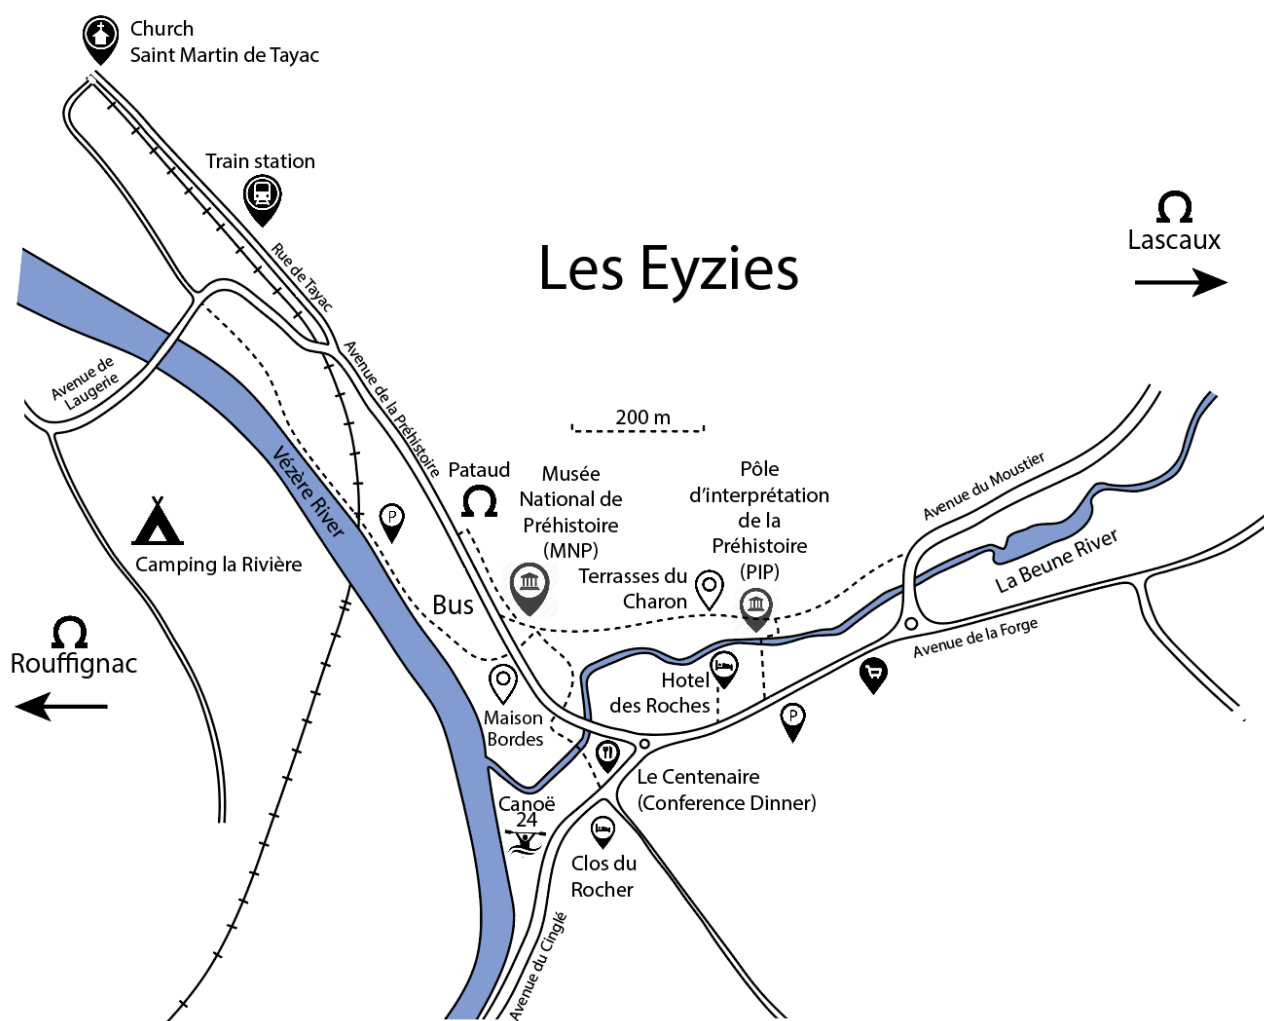 Church
Saint Martin de Tayac
Train station
Rue de Tayac
Les Eyzies
Lascaux
Avenue de
Laugerie
Avenue de la Préhistoire
200 m
Vézère River
P
Pataud
Musée
National de
Préhistoire
(MNP)
Pôle
d'interprétation
de la
Préhistoire
(PIP)
Avenue du Moustier
La Beune River
Camping la Rivière
Terrasses du
Charon
Bus
Rouffignac
Avenue de la Forge
Hotel
des Roches
P
Maison
Bordes
Le Centenaire
(Conference Dinner)
Canoë
24
Clos du
Rocher
Avenue du Cinglé